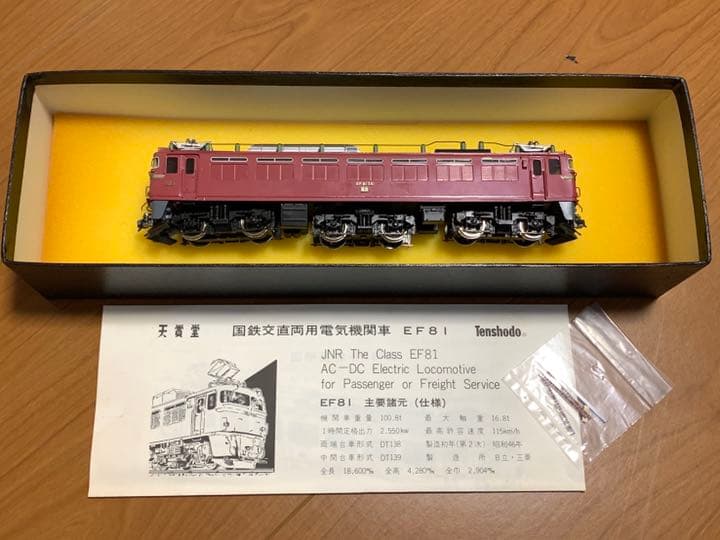 天賞堂 国鉄交直両用電気機関車 EF81 Tenshodo®
JNR The Class EF81
AC-DC Electric Locomotive
for Passenger or Freight Service
EF81 主要諸元(仕様)
機関車重量 100.8t 最大軸重 16.8t
1時間定格出力 2,550kw 最高許容速度 115km/h
両端台車形式 DT138 製造初年(第2次) 昭和46年
中間台車形式 DT139 製造所 日立・三菱
全長 18,600㎜ 全高 4,280㎜ 全巾 2,904㎜